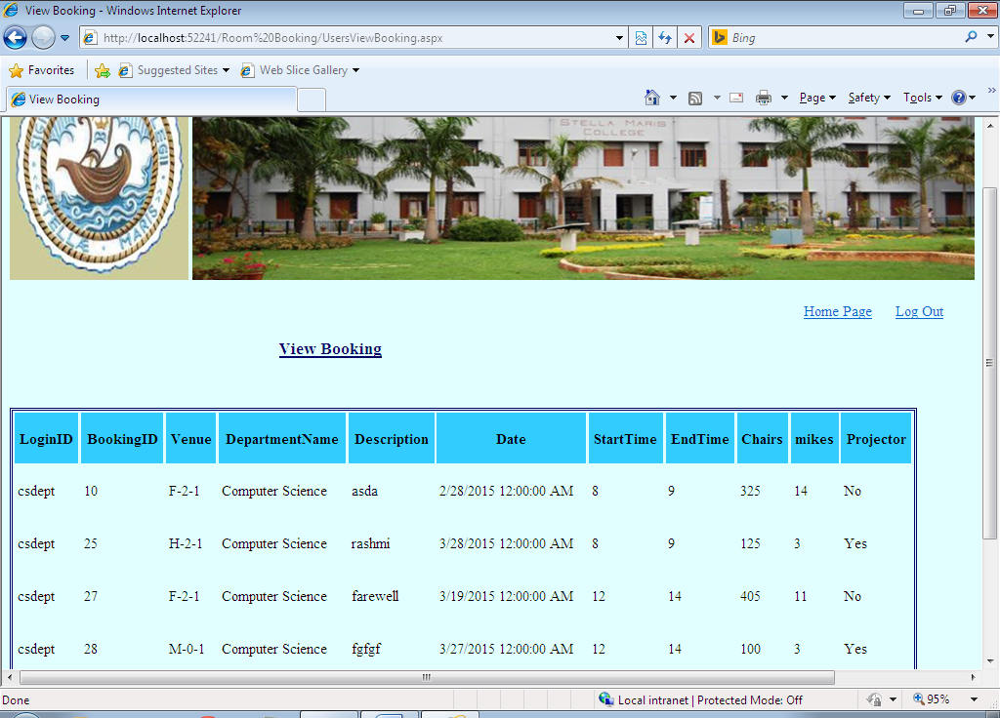 View Booking - Windows Internet Explorer
http://localhost:52241/Room%20Booking/UsersViewBooking.aspx
Bing
Favorites Suggested Sites Web Slice Gallery
View Booking
Page Safety Tools
STELLA MARIS
COLLEGE
STELLA MARIS
Home Page Log Out
View Booking
LoginID BookingID Venue DepartmentName Description Date StartTime EndTime Chairs mikes Projector
csdept 10 F-2-1 Computer Science asda 2/28/2015 12:00:00 AM 8 9 325 14 No
csdept 25 H-2-1 Computer Science rashmi 3/28/2015 12:00:00 AM 8 9 125 3 Yes
csdept 27 F-2-1 Computer Science farewell 3/19/2015 12:00:00 AM 12 14 405 11 No
csdept 28 M-0-1 Computer Science fgfgf 3/27/2015 12:00:00 AM 12 14 100 3 Yes
Done Local intranet | Protected Mode: Off 95%